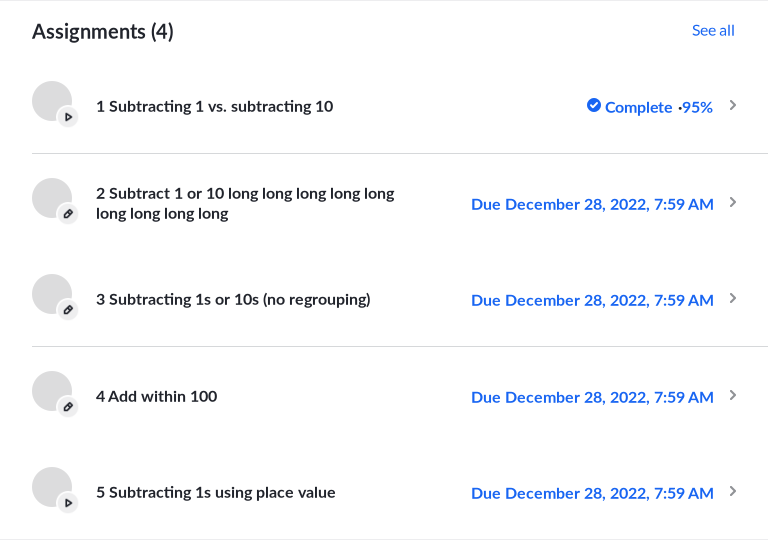 Assignments (4)
See all
1 Subtracting 1 vs. subtracting 10
Complete ·95%
2 Subtract 1 or 10 long long long long long
long long long long
Due December 28, 2022, 7:59 AM
3 Subtracting 1s or 10s (no regrouping)
Due December 28, 2022, 7:59 AM
4 Add within 100
Due December 28, 2022, 7:59 AM
5 Subtracting 1s using place value
Due December 28, 2022, 7:59 AM